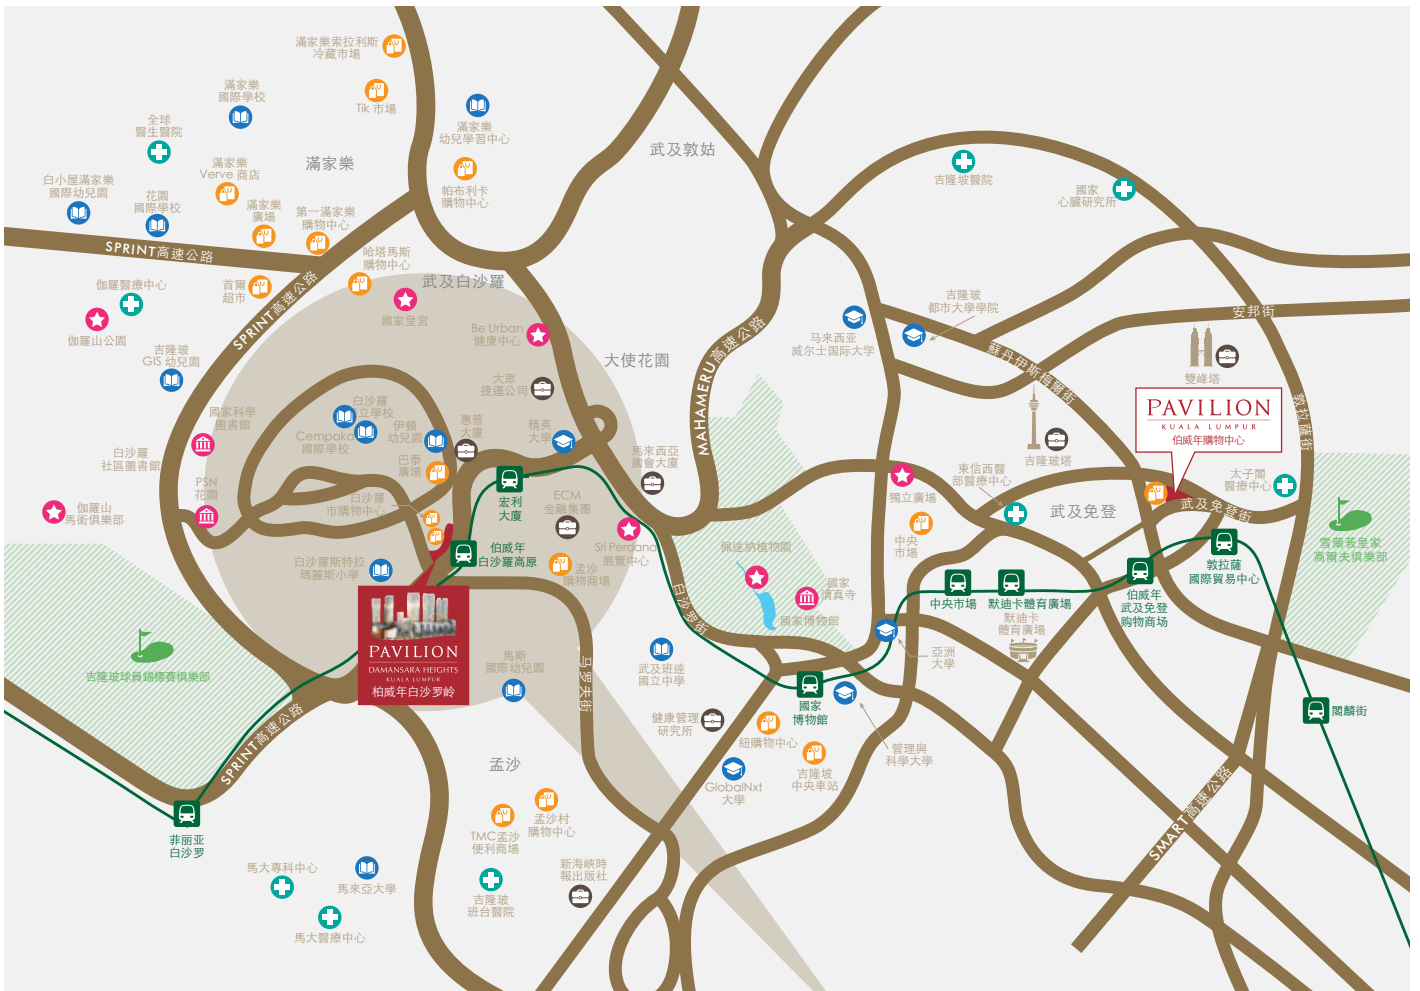 滿家樂索拉利斯
冷藏市場
Tik 市場
滿家樂
國際學校
全球
醫生醫院
滿家樂
幼兒學習中心
滿家樂
滿家樂
Verve 商店
白小屋滿家樂
國際幼兒園
花園
國際學校
帕布利卡
購物中心
滿家樂
廣場
第一滿家樂
購物中心
SPRINT高速公路
哈塔馬斯
購物中心
武及敦姑
吉隆坡醫院
國家
心臟研究所
伽羅醫療中心
首爾
超市
SPRINT高速公路
武及白沙羅
國家皇宮
伽羅山公園
Be Urban
健康中心
吉隆玻
GIS 幼兒園
大使花園
MAHAMERU高速公路
马来西亚
威尔士国际大学
吉隆玻
都市大學學院
安邦街
蘇丹伊斯梅爾街
雙峰塔
大眾
捷運公司
PAVILION
KUALA LUMPUR
伯威年購物中心
敦拉薩街
國家科學
圖書館
白沙羅
立學校
Cempaka
國際學校
伊頓
幼兒園
惠普
大廈
精英
大學
白沙羅
社區圖書館
巴泰
廣場
馬來西亞
國會大廈
吉隆玻塔
太子閣
醫療中心
PSN
花園
白沙羅
市購物中心
宏利
大廈
ECM
金融集團
獨立廣場
東信西醫
部醫療中心
武及免登
武及免登街
伽羅山
馬術俱樂部
白沙羅斯特拉
瑪麗斯小學
伯威年
白沙羅高原
Sri Perdana
展覽中心
孟沙
購物商場
佩達納植物園
中央
市場
敦拉薩
國際貿易中心
雪蘭莪皇家
高爾夫俱樂部
國家
清真寺
國家博物館
白沙罗街
中央市場
默迪卡體育廣場
默迪卡
體育廣場
伯威年
武及免登
购物商场
PAVILION
DAMANSARA HEIGHTS
KUALA LUMPUR
柏威年白沙罗岭
吉隆玻球員錦標賽俱樂部
馬斯
國際幼兒園
马罗夫街
武及班達
國立中學
亞洲
大學
國家
博物館
健康管理
研究所
紐購物中心
吉隆坡
中央車站
管理與
科學大學
閣麟街
SPRINT高速公路
孟沙
GlobalNxt
大學
SMART高速公路
菲丽亚
白沙罗
TMC孟沙
便利商場
孟沙村
購物中心
馬大專科中心
馬來亞大學
馬大醫療中心
吉隆玻
班台醫院
新海峽時
報出版社